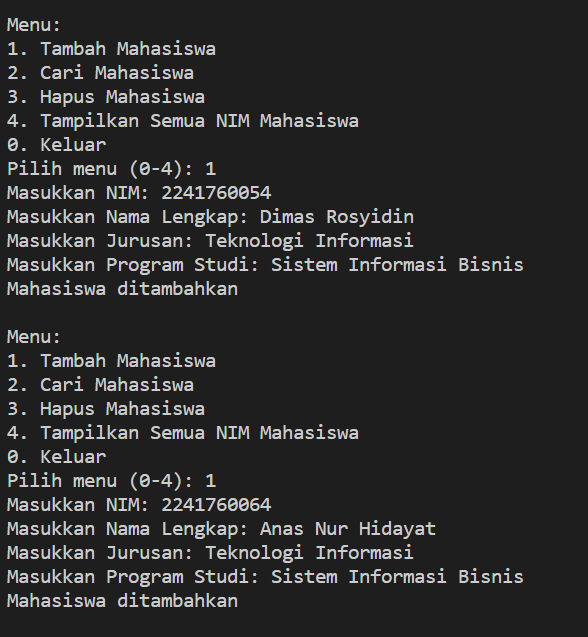 Menu:
1. Tambah Mahasiswa
2. Cari Mahasiswa
3. Hapus Mahasiswa
4. Tampilkan Semua NIM Mahasiswa
0. Keluar
Pilih menu (0-4): 1
Masukkan NIM: 2241760054
Masukkan Nama Lengkap: Dimas Rosyidin
Masukkan Jurusan: Teknologi Informasi
Masukkan Program Studi: Sistem Informasi Bisnis
Mahasiswa ditambahkan

Menu:
1. Tambah Mahasiswa
2. Cari Mahasiswa
3. Hapus Mahasiswa
4. Tampilkan Semua NIM Mahasiswa
0. Keluar
Pilih menu (0-4): 1
Masukkan NIM: 2241760064
Masukkan Nama Lengkap: Anas Nur Hidayat
Masukkan Jurusan: Teknologi Informasi
Masukkan Program Studi: Sistem Informasi Bisnis
Mahasiswa ditambahkan